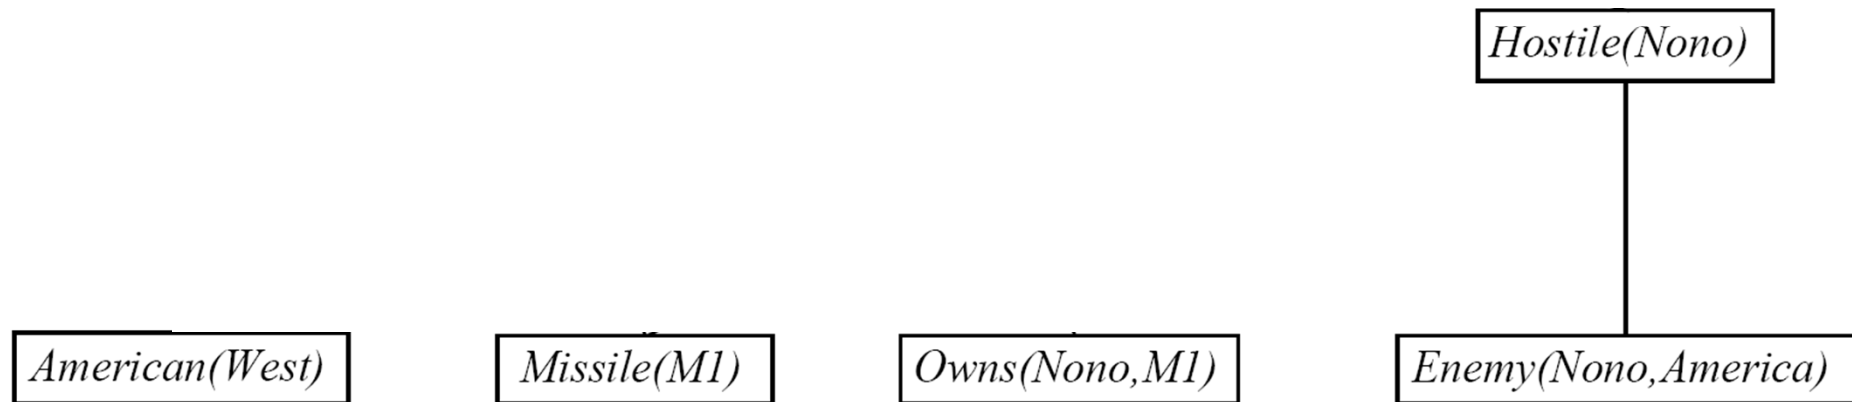 Hostile(Nono)
American(West)
Missile(M1)
Owns(Nono,M1)
Enemy(Nono,America)